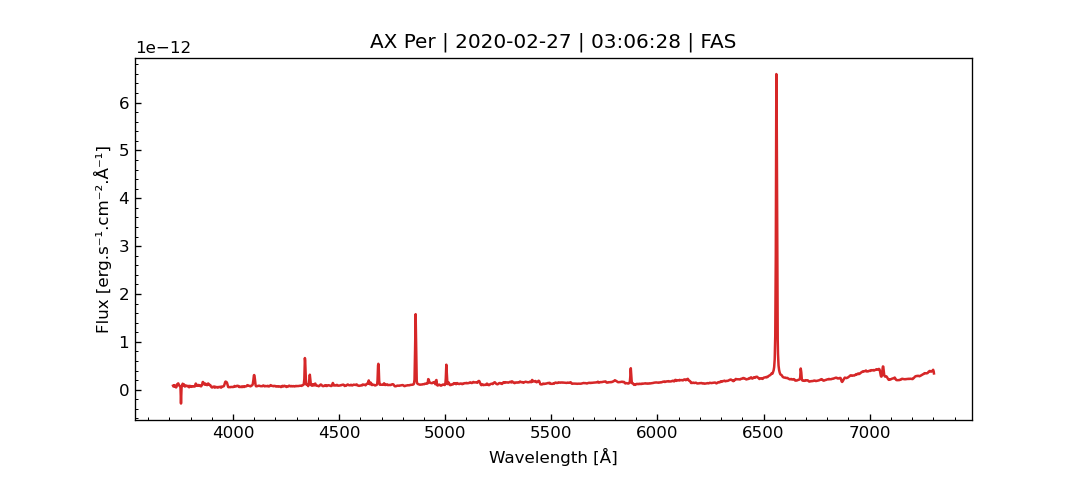 AX Per | 2020-02-27 | 03:06:28 | FAS
1e−12
Flux [erg.s⁻¹.cm⁻².Å⁻¹]
6
5
4
3
2
1
0
4000 4500 5000 5500 6000 6500 7000
Wavelength [Å]